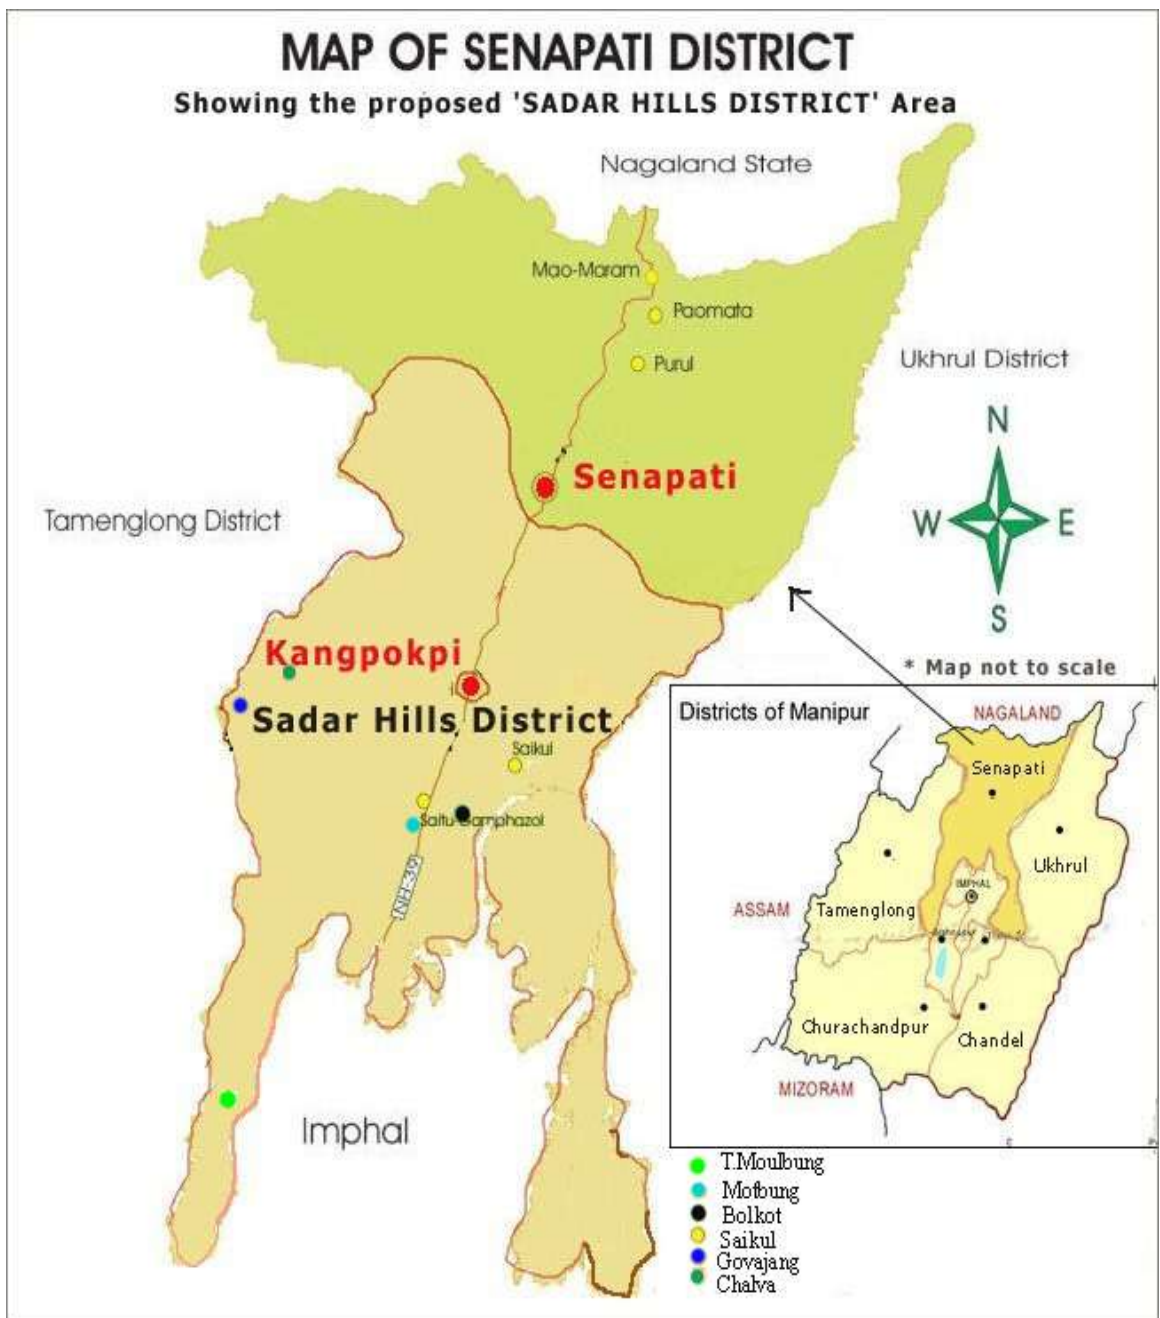 MAP OF SENAPATI DISTRICT
Showing the proposed 'SADAR HILLS DISTRICT' Area
Nagaland State
Mao-Maram
Paomata
Purul
Ukhrul District
N
Senapati
Tamenglong District
W E
S
Kangpokpi
* Map not to scale
Sadar Hills District
Saikul
Saitu Gamphazol
NH-39
Imphal
Districts of Manipur
NAGALAND
Senapati
Ukhrul
IMPHAL
ASSAM
Tamenglong
Churachandpur
Chandel
MIZORAM
T.Moulbung
Motbung
Bolkot
Saikul
Govajang
Chalva